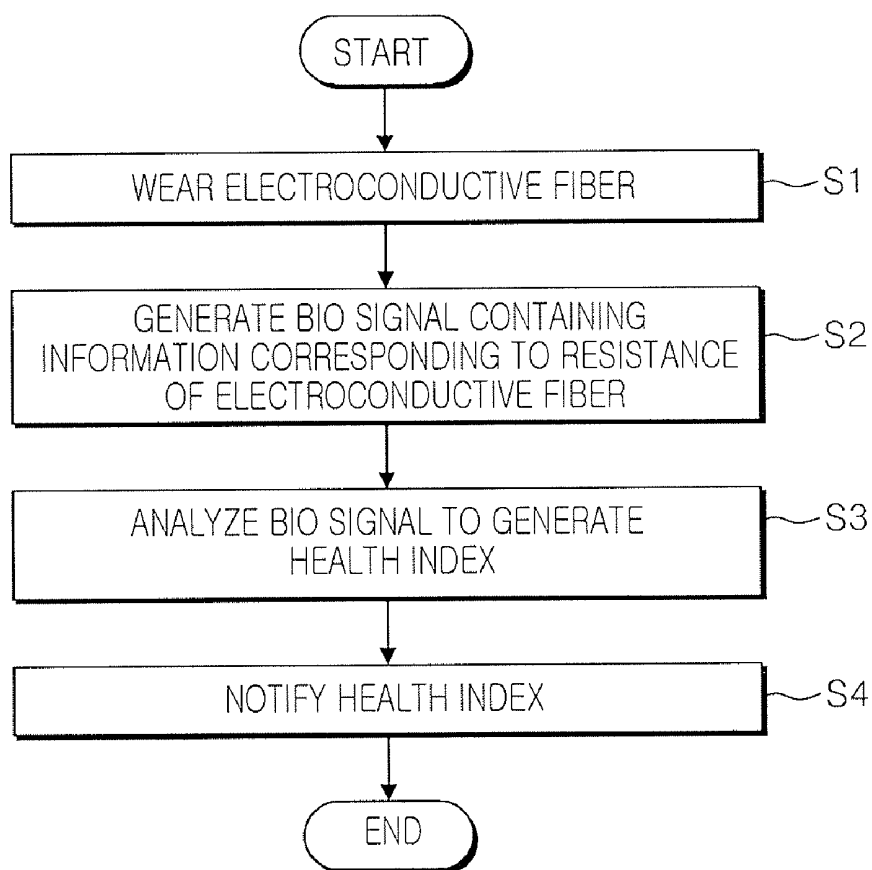 START
WEAR ELECTROCONDUCTIVE FIBER
S1
GENERATE BIO SIGNAL CONTAINING
INFORMATION CORRESPONDING TO RESISTANCE
OF ELECTROCONDUCTIVE FIBER
S2
ANALYZE BIO SIGNAL TO GENERATE
HEALTH INDEX
S3
NOTIFY HEALTH INDEX
S4
END